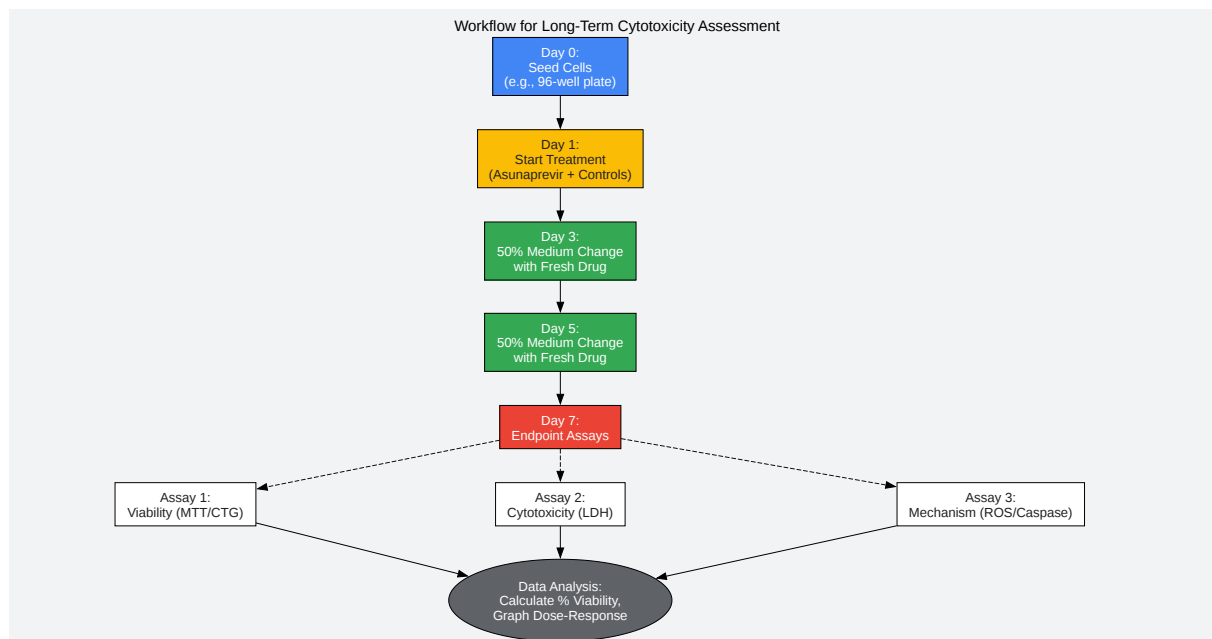 Workflow for Long-Term Cytotoxicity Assessment
Day 0:
Seed Cells
(e.g., 96-well plate)
Day 1:
Start Treatment
(Asunaprevir + Controls)
Day 3:
50% Medium Change
with Fresh Drug
Day 5:
50% Medium Change
with Fresh Drug
Day 7:
Endpoint Assays
Assay 1:
Viability (MTT/CTG)
Assay 2:
Cytotoxicity (LDH)
Assay 3:
Mechanism (ROS/Caspase)
Data Analysis:
Calculate % Viability,
Graph Dose-Response